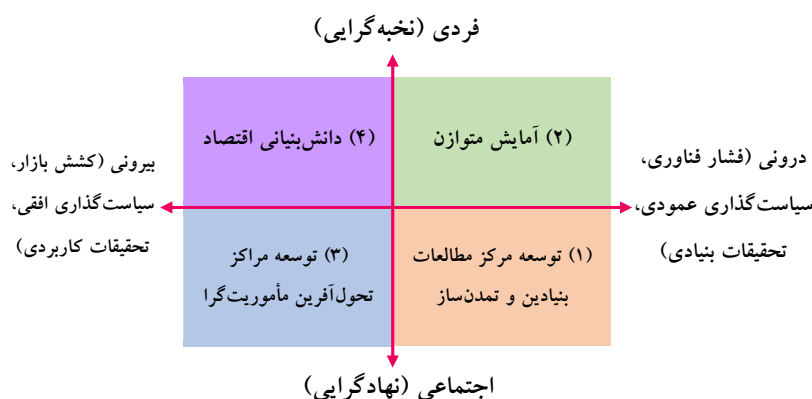 فردی (نخبه‌گرایی)
(۲) آمایش متوازن
(۴) دانش‌بنیانی اقتصاد
درونی (فشار فناوری،
سیاست‌گذاری عمودی،
تحقیقات بنیادی)
بیرونی (کشش بازار،
سیاست‌گذاری افقی،
تحقیقات کاربردی)
(۱) توسعه مرکز مطالعات
بنیادین و تمدن‌ساز
(۳) توسعه مراکز
تحول‌آفرین مأموریت‌گرا
اجتماعی (نهادگرایی)